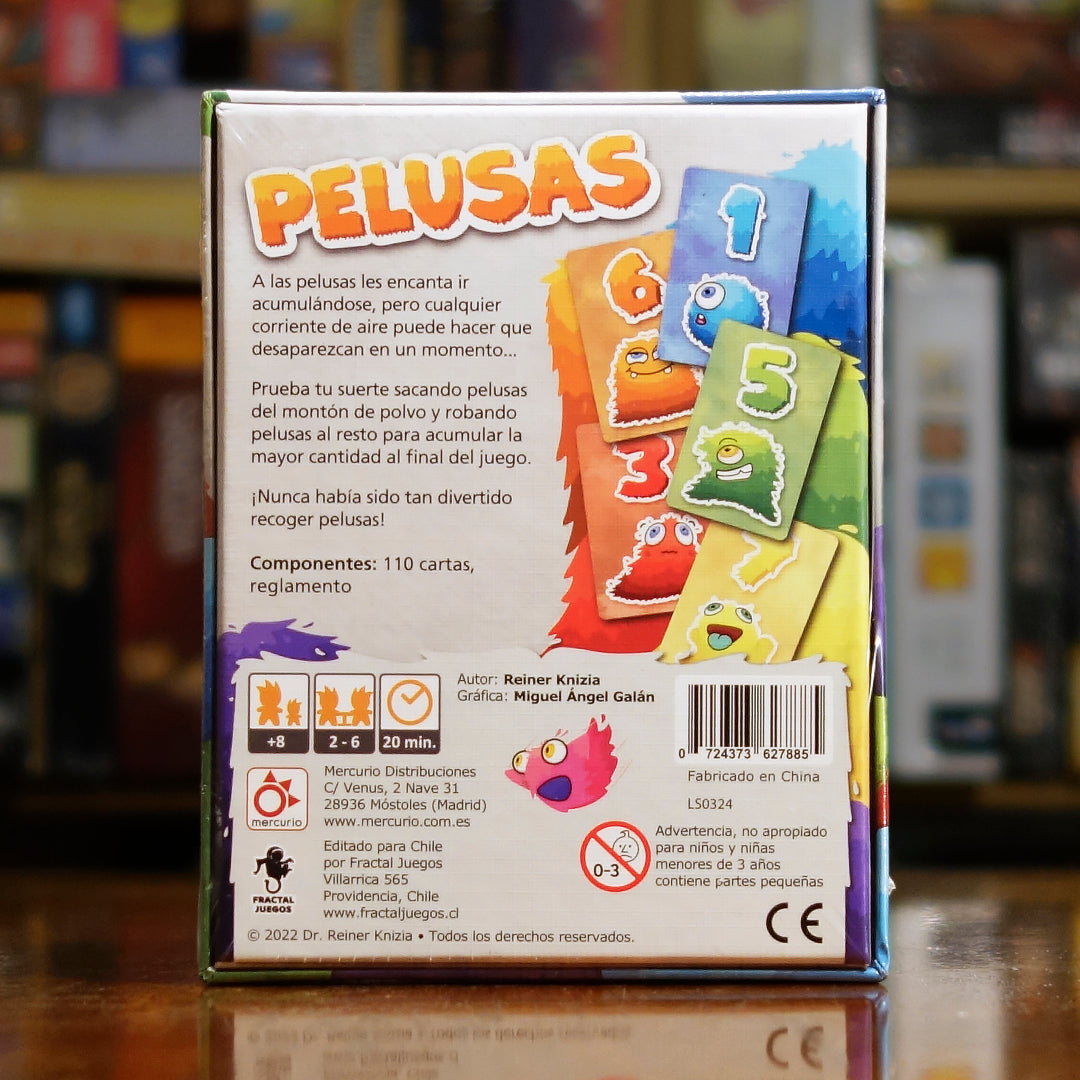 PELUSAS
A las pelusas les encanta ir
acumulándose, pero cualquier
corriente de aire puede hacer que
desaparezcan en un momento...
Prueba tu suerte sacando pelusas
del montón de polvo y robando
pelusas al resto para acumular la
mayor cantidad al final del juego.
¡Nunca había sido tan divertido
recoger pelusas!
Componentes: 110 cartas,
reglamento
1
6
5
3
7
+8
2 - 6
20 min.
Autor: Reiner Knizia
Gráfica: Miguel Ángel Galán
0 724373 627885
Fabricado en China
LS0324
mercurio
Mercurio Distribuciones
C/ Venus, 2 Nave 31
28936 Móstoles (Madrid)
www.mercurio.com.es
FRACTAL
JUEGOS
Editado para Chile
por Fractal Juegos
Villarrica 565
Providencia, Chile
www.fractaljuegos.cl
0-3
Advertencia, no apropiado
para niños y niñas
menores de 3 años
contiene partes pequeñas
CE
© 2022 Dr. Reiner Knizia • Todos los derechos reservados.